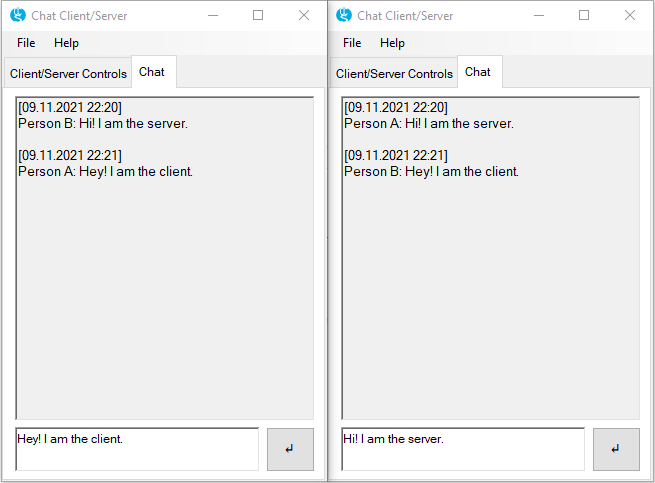 Chat Client/Server
File Help
Client/Server Controls Chat
[09.11.2021 22:20]
Person B: Hi! I am the server.
[09.11.2021 22:21]
Person A: Hey! I am the client.
Hey! I am the client.
↵
Chat Client/Server
File Help
Client/Server Controls Chat
[09.11.2021 22:20]
Person A: Hi! I am the server.
[09.11.2021 22:21]
Person B: Hey! I am the client.
Hi! I am the server.
↵